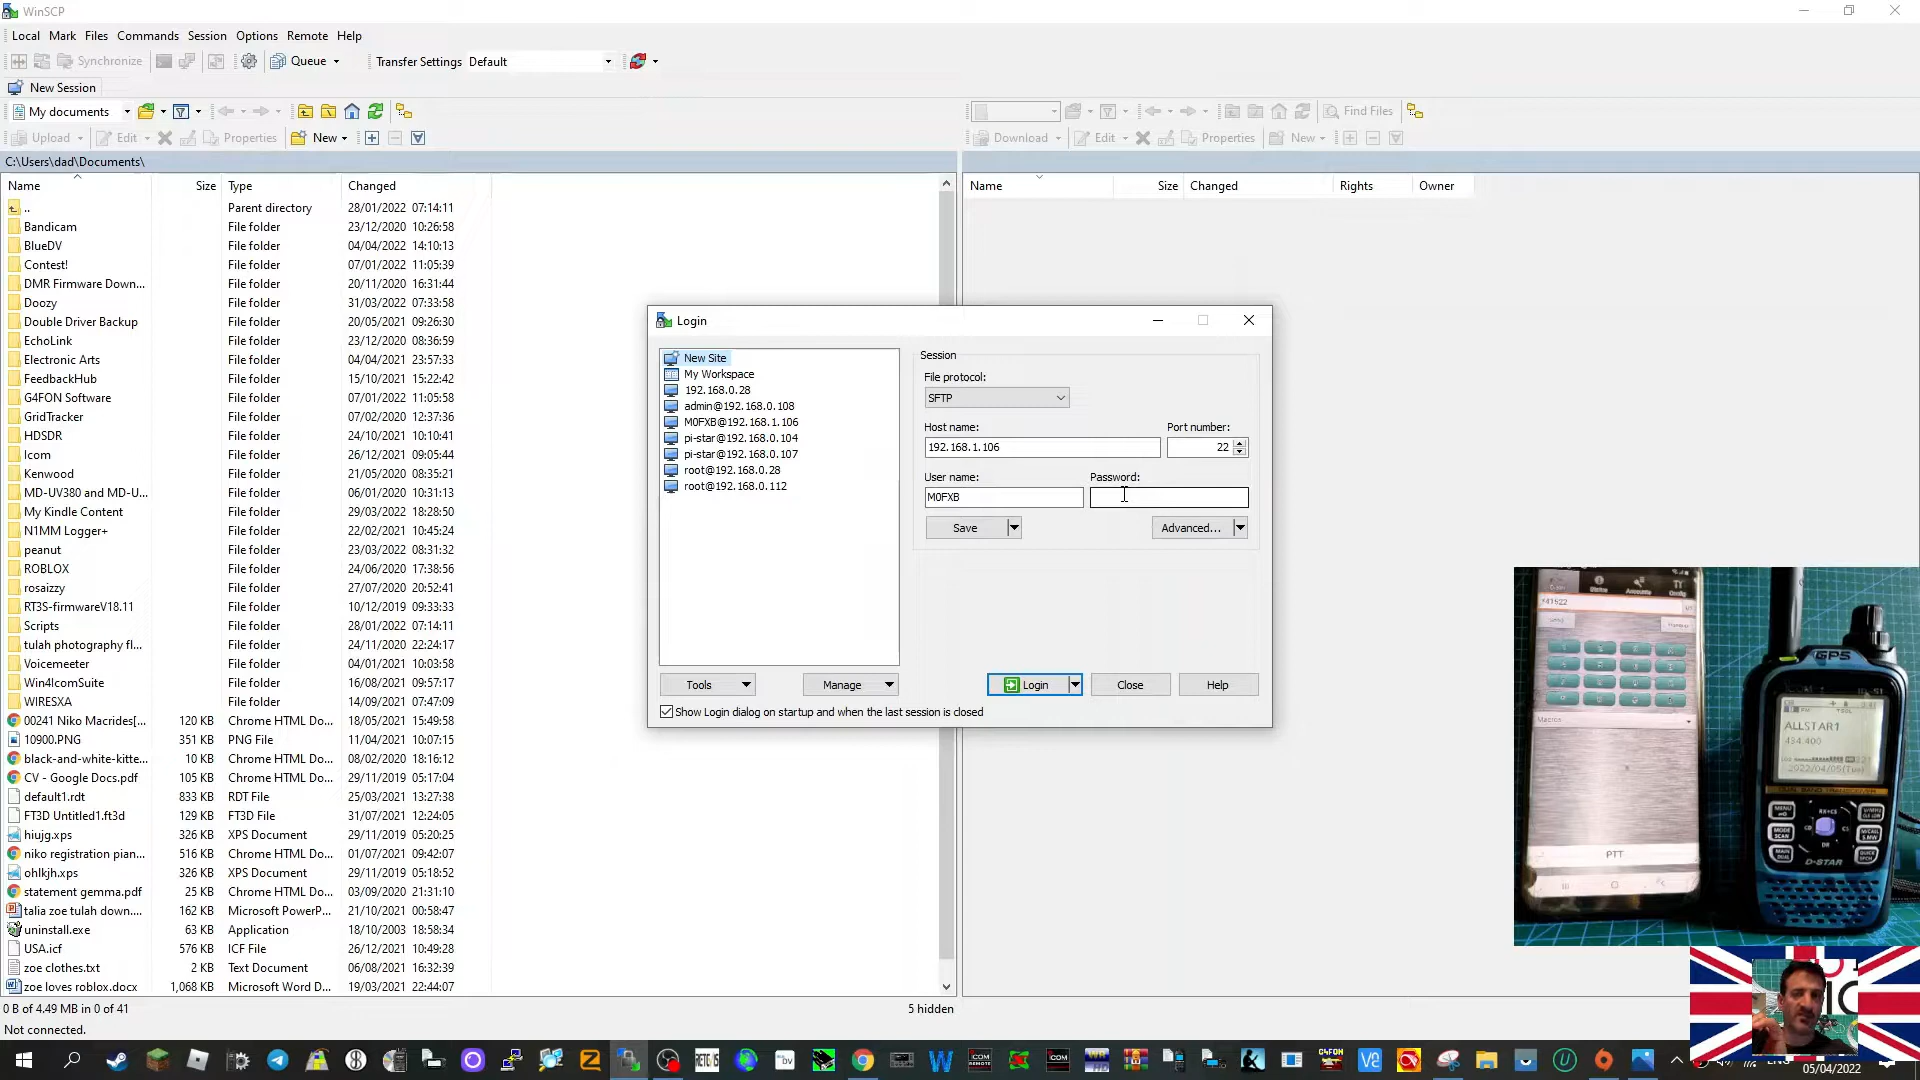 WinSCP
Local Mark Files Commands Session Options Remote Help
Synchronize Queue Transfer Settings Default
New Session
My documents Find Files
Upload Edit Properties New Download Edit Properties New
C:\Users\dad\Documents\
Name Size Type Changed Name Size Changed Rights Owner
.. Parent directory 28/01/2022 07:14:11
Bandicam File folder 23/12/2020 10:26:58
BlueDV File folder 04/04/2022 14:10:13
Contest! File folder 07/01/2022 11:05:39
DMR Firmware Down... File folder 20/11/2020 16:31:44
Doozy File folder 31/03/2022 07:33:58
Double Driver Backup File folder 20/05/2021 09:26:30
EchoLink File folder 23/12/2020 08:36:59
Electronic Arts File folder 04/04/2021 23:57:33
FeedbackHub File folder 15/10/2021 15:22:42
G4FON Software File folder 07/01/2022 11:05:58
GridTracker File folder 07/02/2020 12:37:36
HDSDR File folder 24/10/2021 10:10:41
Icom File folder 26/12/2021 09:05:44
Kenwood File folder 21/05/2020 08:35:21
MD-UV380 and MD-U... File folder 06/01/2020 10:31:13
My Kindle Content File folder 29/03/2022 18:28:50
N1MM Logger+ File folder 22/02/2021 10:45:24
peanut File folder 23/03/2022 08:31:32
ROBLOX File folder 24/06/2020 17:38:56
rosaizzy File folder 27/07/2020 20:52:41
RT3S-firmwareV18.11 File folder 10/12/2019 09:33:33
Scripts File folder 28/01/2022 07:14:11
tulah photography fl... File folder 24/11/2020 22:24:17
Voicemeeter File folder 04/01/2021 10:03:58
Win4IcomSuite File folder 16/08/2021 09:57:17
WIRESXA File folder 14/09/2021 07:47:09
00241 Niko Macrides[... 120 KB Chrome HTML Do... 18/05/2021 15:49:58
10900.PNG 351 KB PNG File 11/04/2021 10:07:15
black-and-white-kitte... 10 KB Chrome HTML Do... 08/02/2020 18:16:12
CV - Google Docs.pdf 105 KB Chrome HTML Do... 29/11/2019 05:17:04
default1.rdt 833 KB RDT File 25/03/2021 13:27:38
FT3D Untitled1.ft3d 129 KB FT3D File 31/07/2021 12:24:05
hiujg.xps 326 KB XPS Document 29/11/2019 05:20:25
niko registration pian... 516 KB Chrome HTML Do... 01/07/2021 09:42:07
ohlkjh.xps 326 KB XPS Document 29/11/2019 05:18:52
statement gemma.pdf 25 KB Chrome HTML Do... 03/09/2020 21:31:10
talia zoe tulah down.... 162 KB Microsoft PowerP... 21/10/2021 00:58:47
uninstall.exe 63 KB Application 18/10/2003 18:58:34
USA.icf 576 KB ICF File 26/12/2021 10:49:28
zoe clothes.txt 2 KB Text Document 06/08/2021 16:32:39
zoe loves roblox.docx 1,068 KB Microsoft Word D... 19/03/2021 22:44:07
0 B of 4.49 MB in 0 of 41 5 hidden
Not connected.
Login
New Site
My Workspace
192.168.0.28
admin@192.168.0.108
M0FXB@192.168.1.106
pi-star@192.168.0.104
pi-star@192.168.0.107
root@192.168.0.28
root@192.168.0.112
Session
File protocol:
SFTP
Host name: Port number:
192.168.1.106 22
User name: Password:
M0FXB
Save Advanced...
Tools Manage Login Close Help
Show Login dialog on startup and when the last session is closed
*41522
Macros
PTT
GPS
ALLSTAR1
434.400
2022/04/05(Tue)
DUAL BAND TRANSCEIVER
D-STAR
05/04/2022